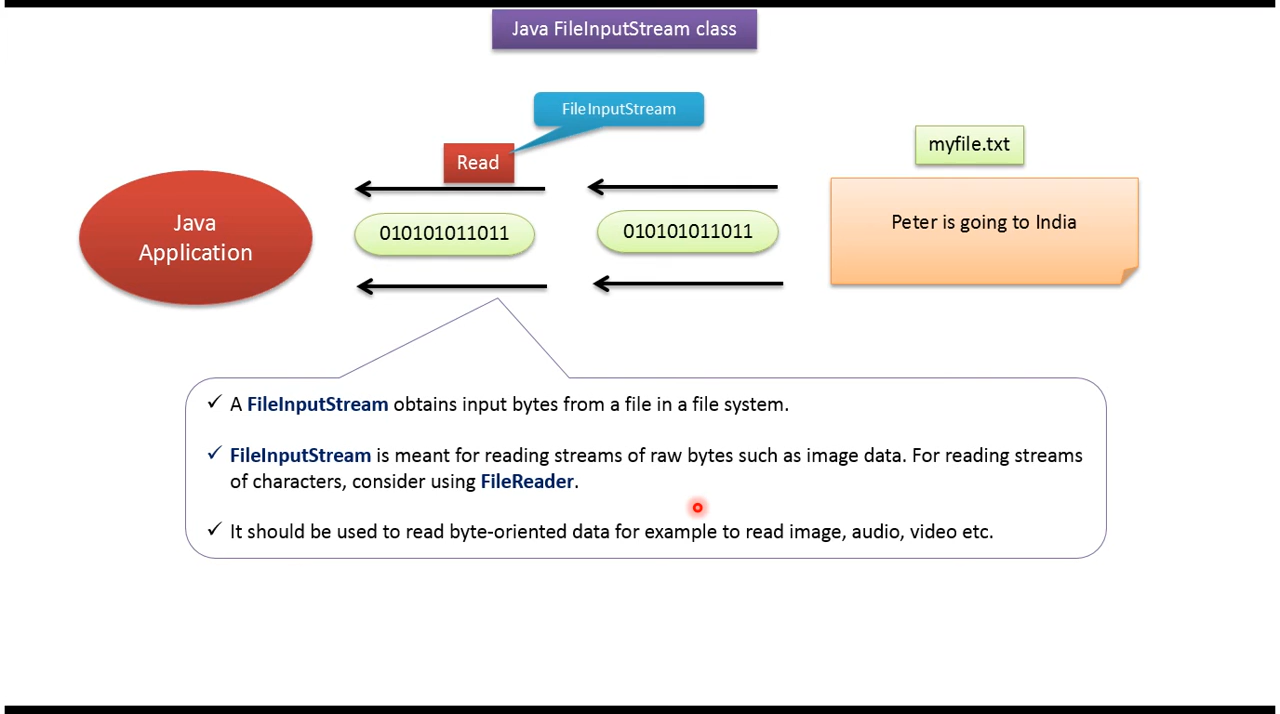 Java FileInputStream class
FileInputStream
Read
myfile.txt
Java
Application
010101011011
010101011011
Peter is going to India
✓ A FileInputStream obtains input bytes from a file in a file system.
✓ FileInputStream is meant for reading streams of raw bytes such as image data. For reading streams
of characters, consider using FileReader.
✓ It should be used to read byte-oriented data for example to read image, audio, video etc.